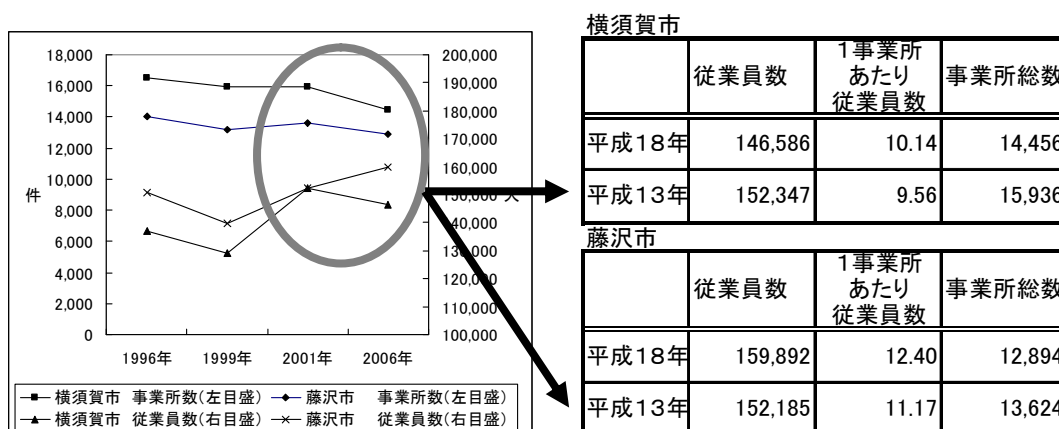 18,000
16,000
14,000
12,000
10,000
8,000
6,000
4,000
2,000
0
件
200,000
190,000
180,000
170,000
160,000
150,000
140,000
130,000
120,000
110,000
100,000
人
1996年 1999年 2001年 2006年
横須賀市 事業所数(左目盛) 藤沢市 事業所数(左目盛)
横須賀市 従業員数(右目盛) 藤沢市 従業員数(右目盛)
横須賀市
従業員数 1事業所あたり従業員数 事業所総数
平成18年 146,586 10.14 14,456
平成13年 152,347 9.56 15,936
藤沢市
従業員数 1事業所あたり従業員数 事業所総数
平成18年 159,892 12.40 12,894
平成13年 152,185 11.17 13,624